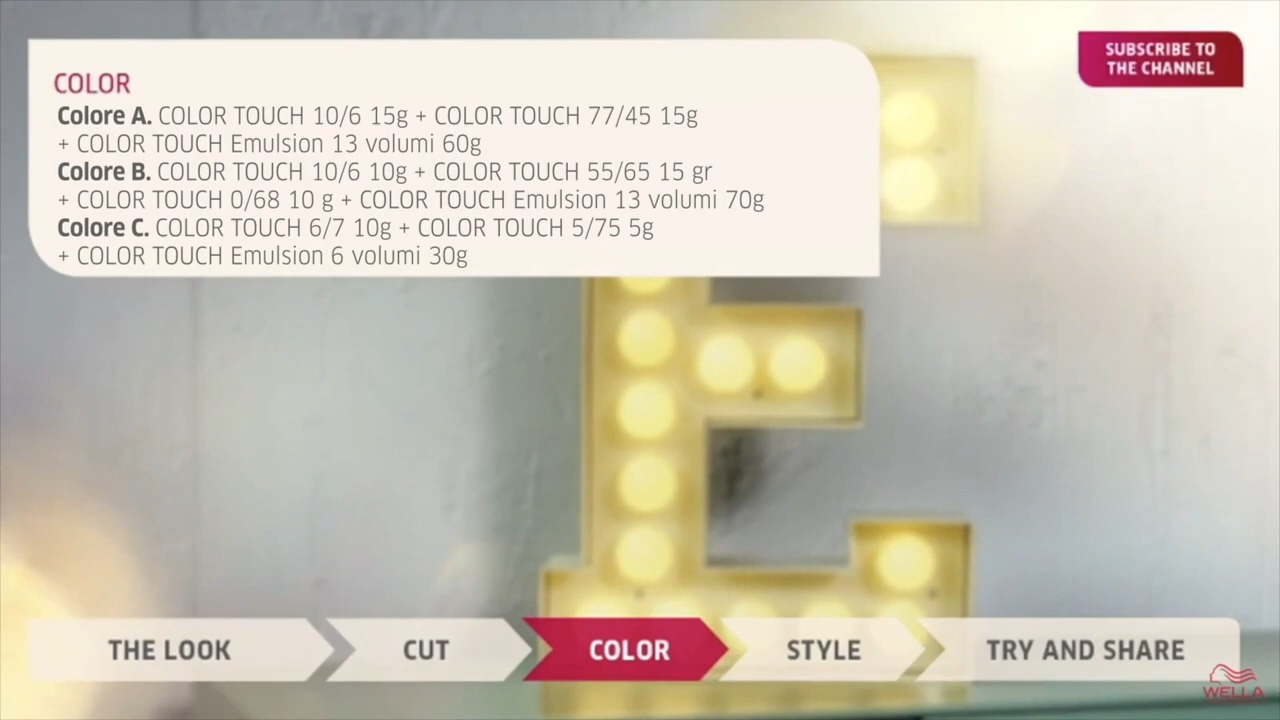 SUBSCRIBE TO
THE CHANNEL
COLOR
Colore A. COLOR TOUCH 10/6 15g + COLOR TOUCH 77/45 15g
+ COLOR TOUCH Emulsion 13 volumi 60g
Colore B. COLOR TOUCH 10/6 10g + COLOR TOUCH 55/65 15 gr
+ COLOR TOUCH 0/68 10 g + COLOR TOUCH Emulsion 13 volumi 70g
Colore C. COLOR TOUCH 6/7 10g + COLOR TOUCH 5/75 5g
+ COLOR TOUCH Emulsion 6 volumi 30g
E
THE LOOK CUT COLOR STYLE TRY AND SHARE
WELLA